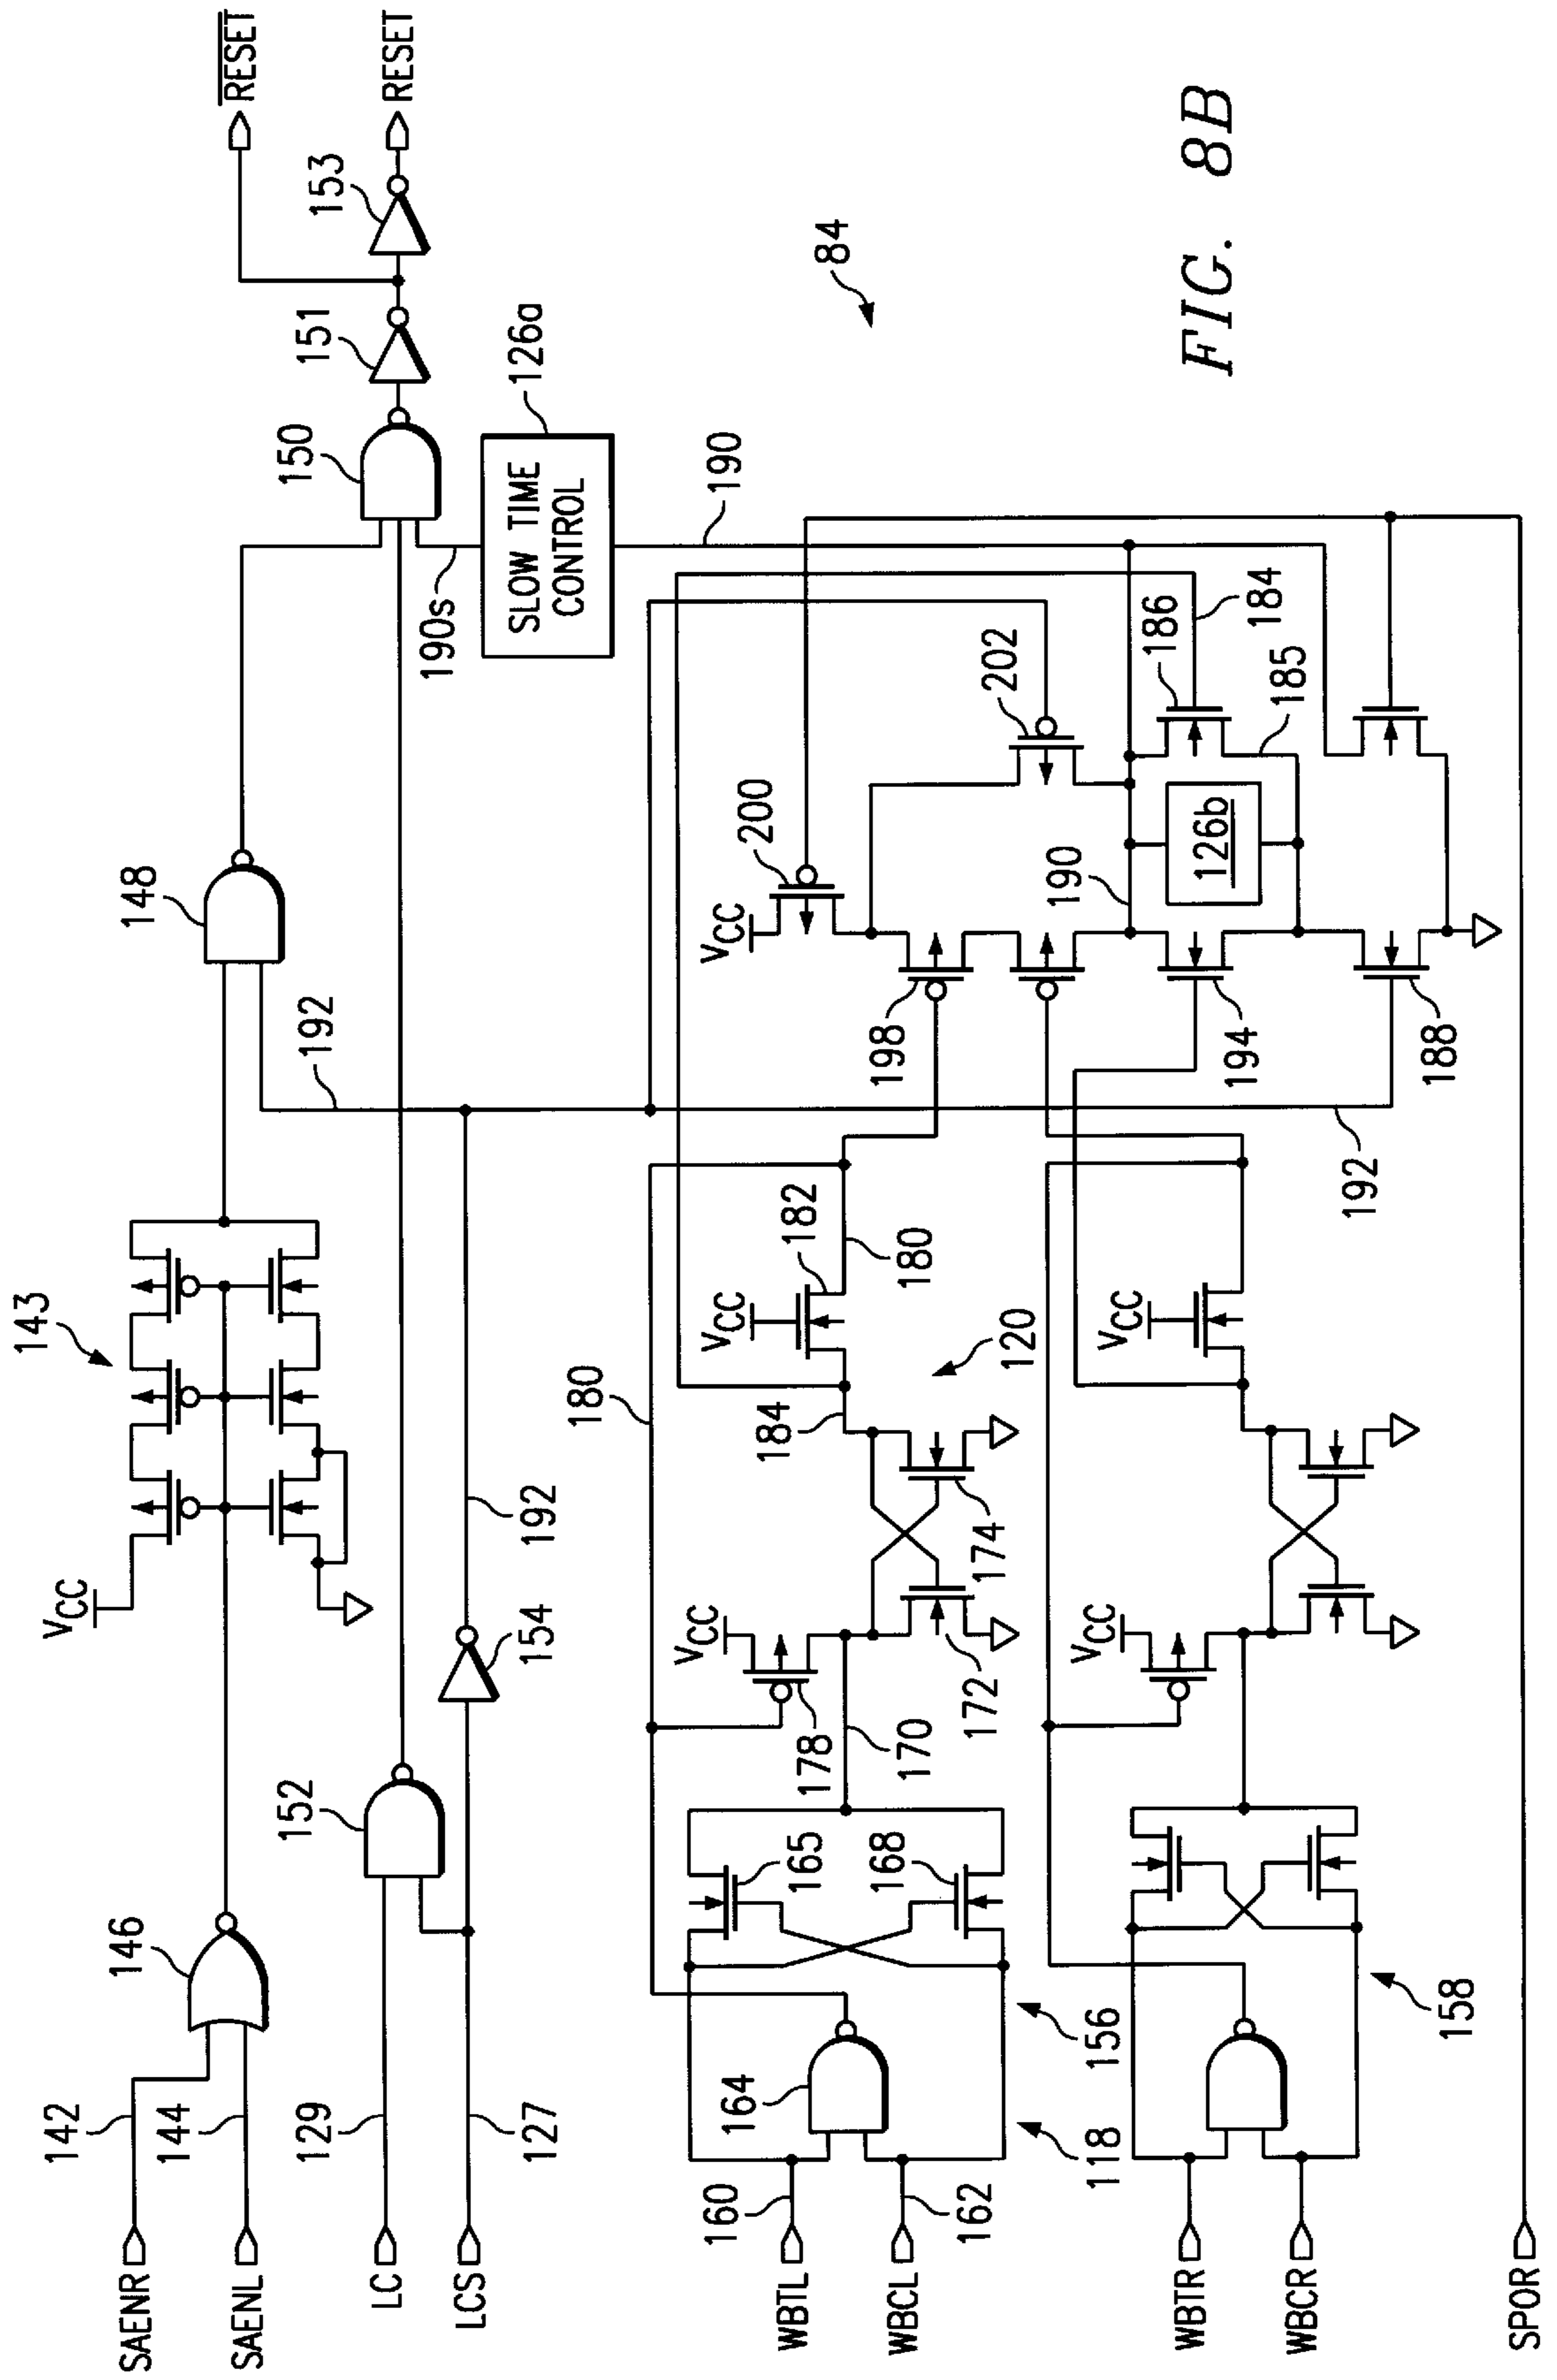 RESET
RESET
153
151
150
126a
SLOW TIME
CONTROL
190s
190
148
192
143
VCC
146
142
144
129
127
152
154
192
SAENR
SAENL
LC
LCS
84
FIG. 8B
200
VCC
202
198
190
126b
186
184
185
194
188
192
180
VCC
182
180
184
120
VCC
178
170
172
174
165
168
164
156
118
160
162
WBTL
WBCL
VCC
VCC
158
WBTR
WBCR
SPOR